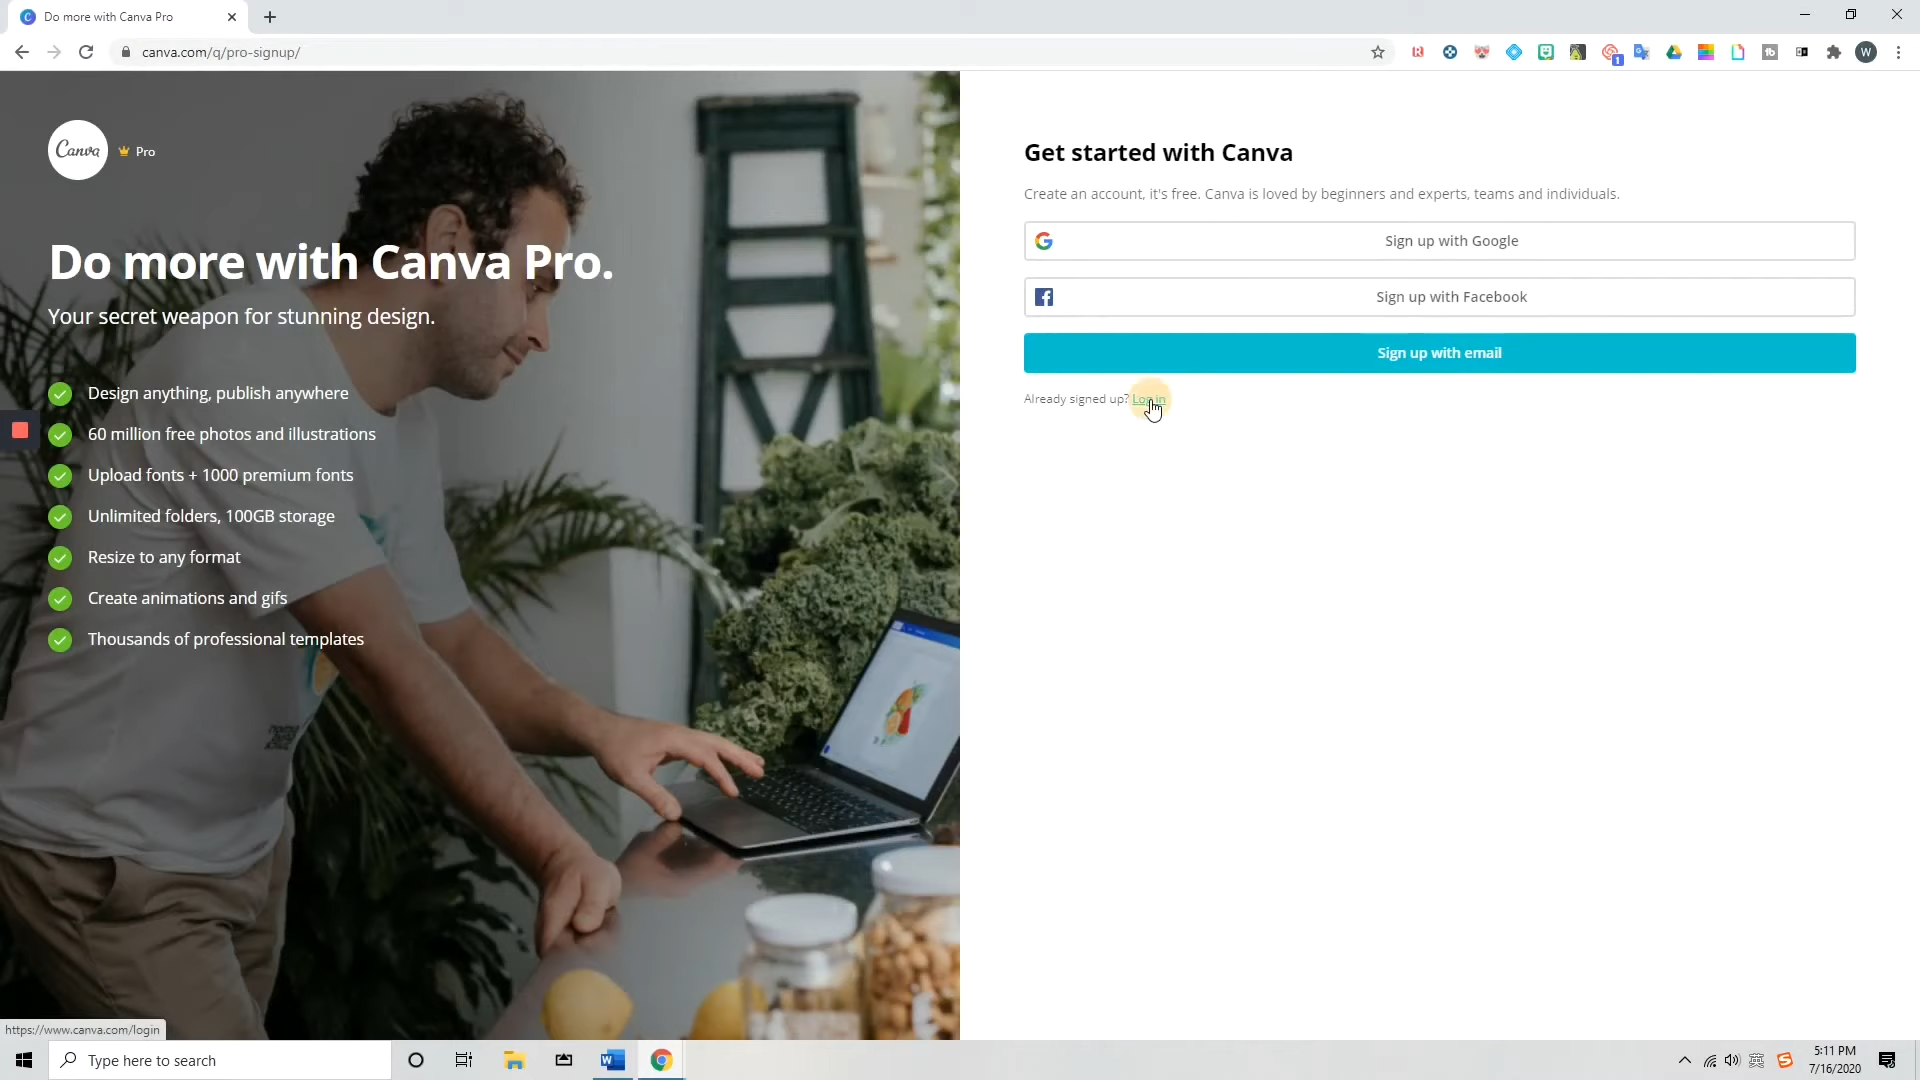 Do more with Canva Pro
canva.com/q/pro-signup/
1
W
Canva
Pro
Do more with Canva Pro.
Your secret weapon for stunning design.
Design anything, publish anywhere
60 million free photos and illustrations
Upload fonts + 1000 premium fonts
Unlimited folders, 100GB storage
Resize to any format
Create animations and gifs
Thousands of professional templates
Get started with Canva
Create an account, it's free. Canva is loved by beginners and experts, teams and individuals.
Sign up with Google
Sign up with Facebook
Sign up with email
Already signed up? Log in
https://www.canva.com/login
Type here to search
英
5:11 PM
7/16/2020